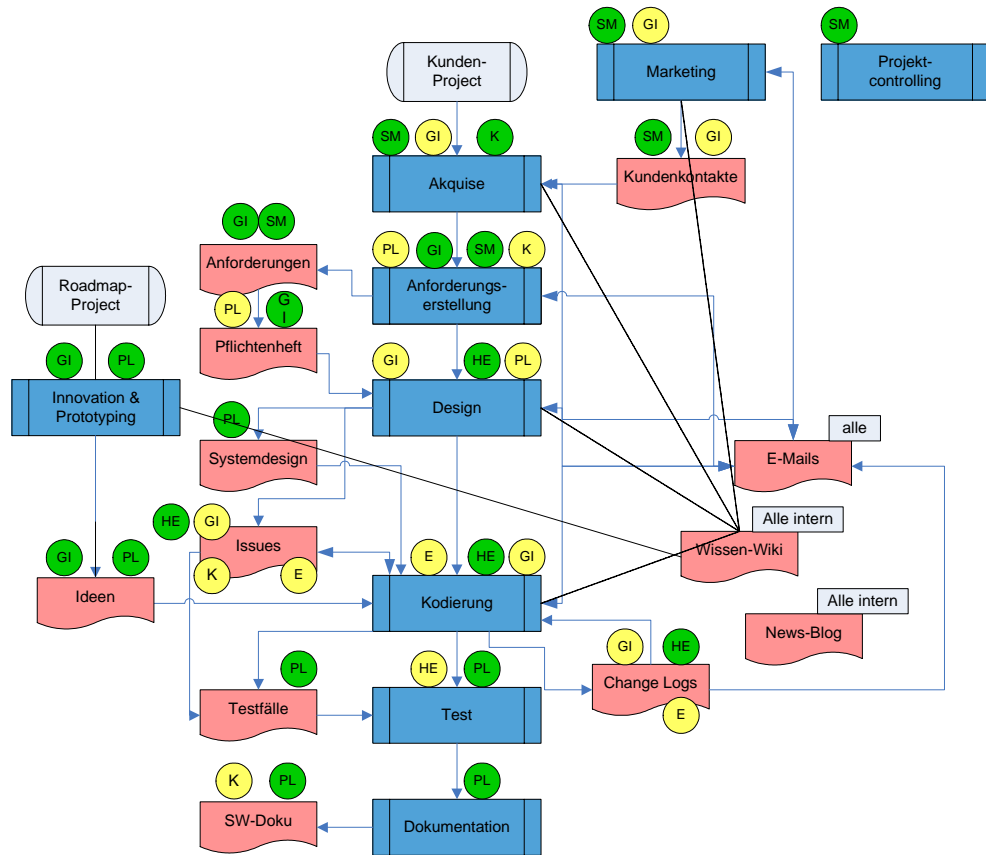 SM
GI
SM
Kunden-
Project
Marketing
Projekt-
controlling
SM
GI
K
SM
GI
Akquise
Kundenkontakte
GI
SM
PL
GI
SM
K
Anforderungen
Anforderungs-
erstellung
Roadmap-
Project
PL
G
I
Pflichtenheft
GI
PL
GI
HE
PL
Innovation &
Prototyping
Design
PL
alle
Systemdesign
E-Mails
HE
GI
Alle intern
Issues
Wissen-Wiki
GI
PL
K
E
E
HE
GI
Ideen
Kodierung
Alle intern
News-Blog
GI
HE
PL
HE
PL
Change Logs
Testfälle
Test
E
K
PL
PL
SW-Doku
Dokumentation